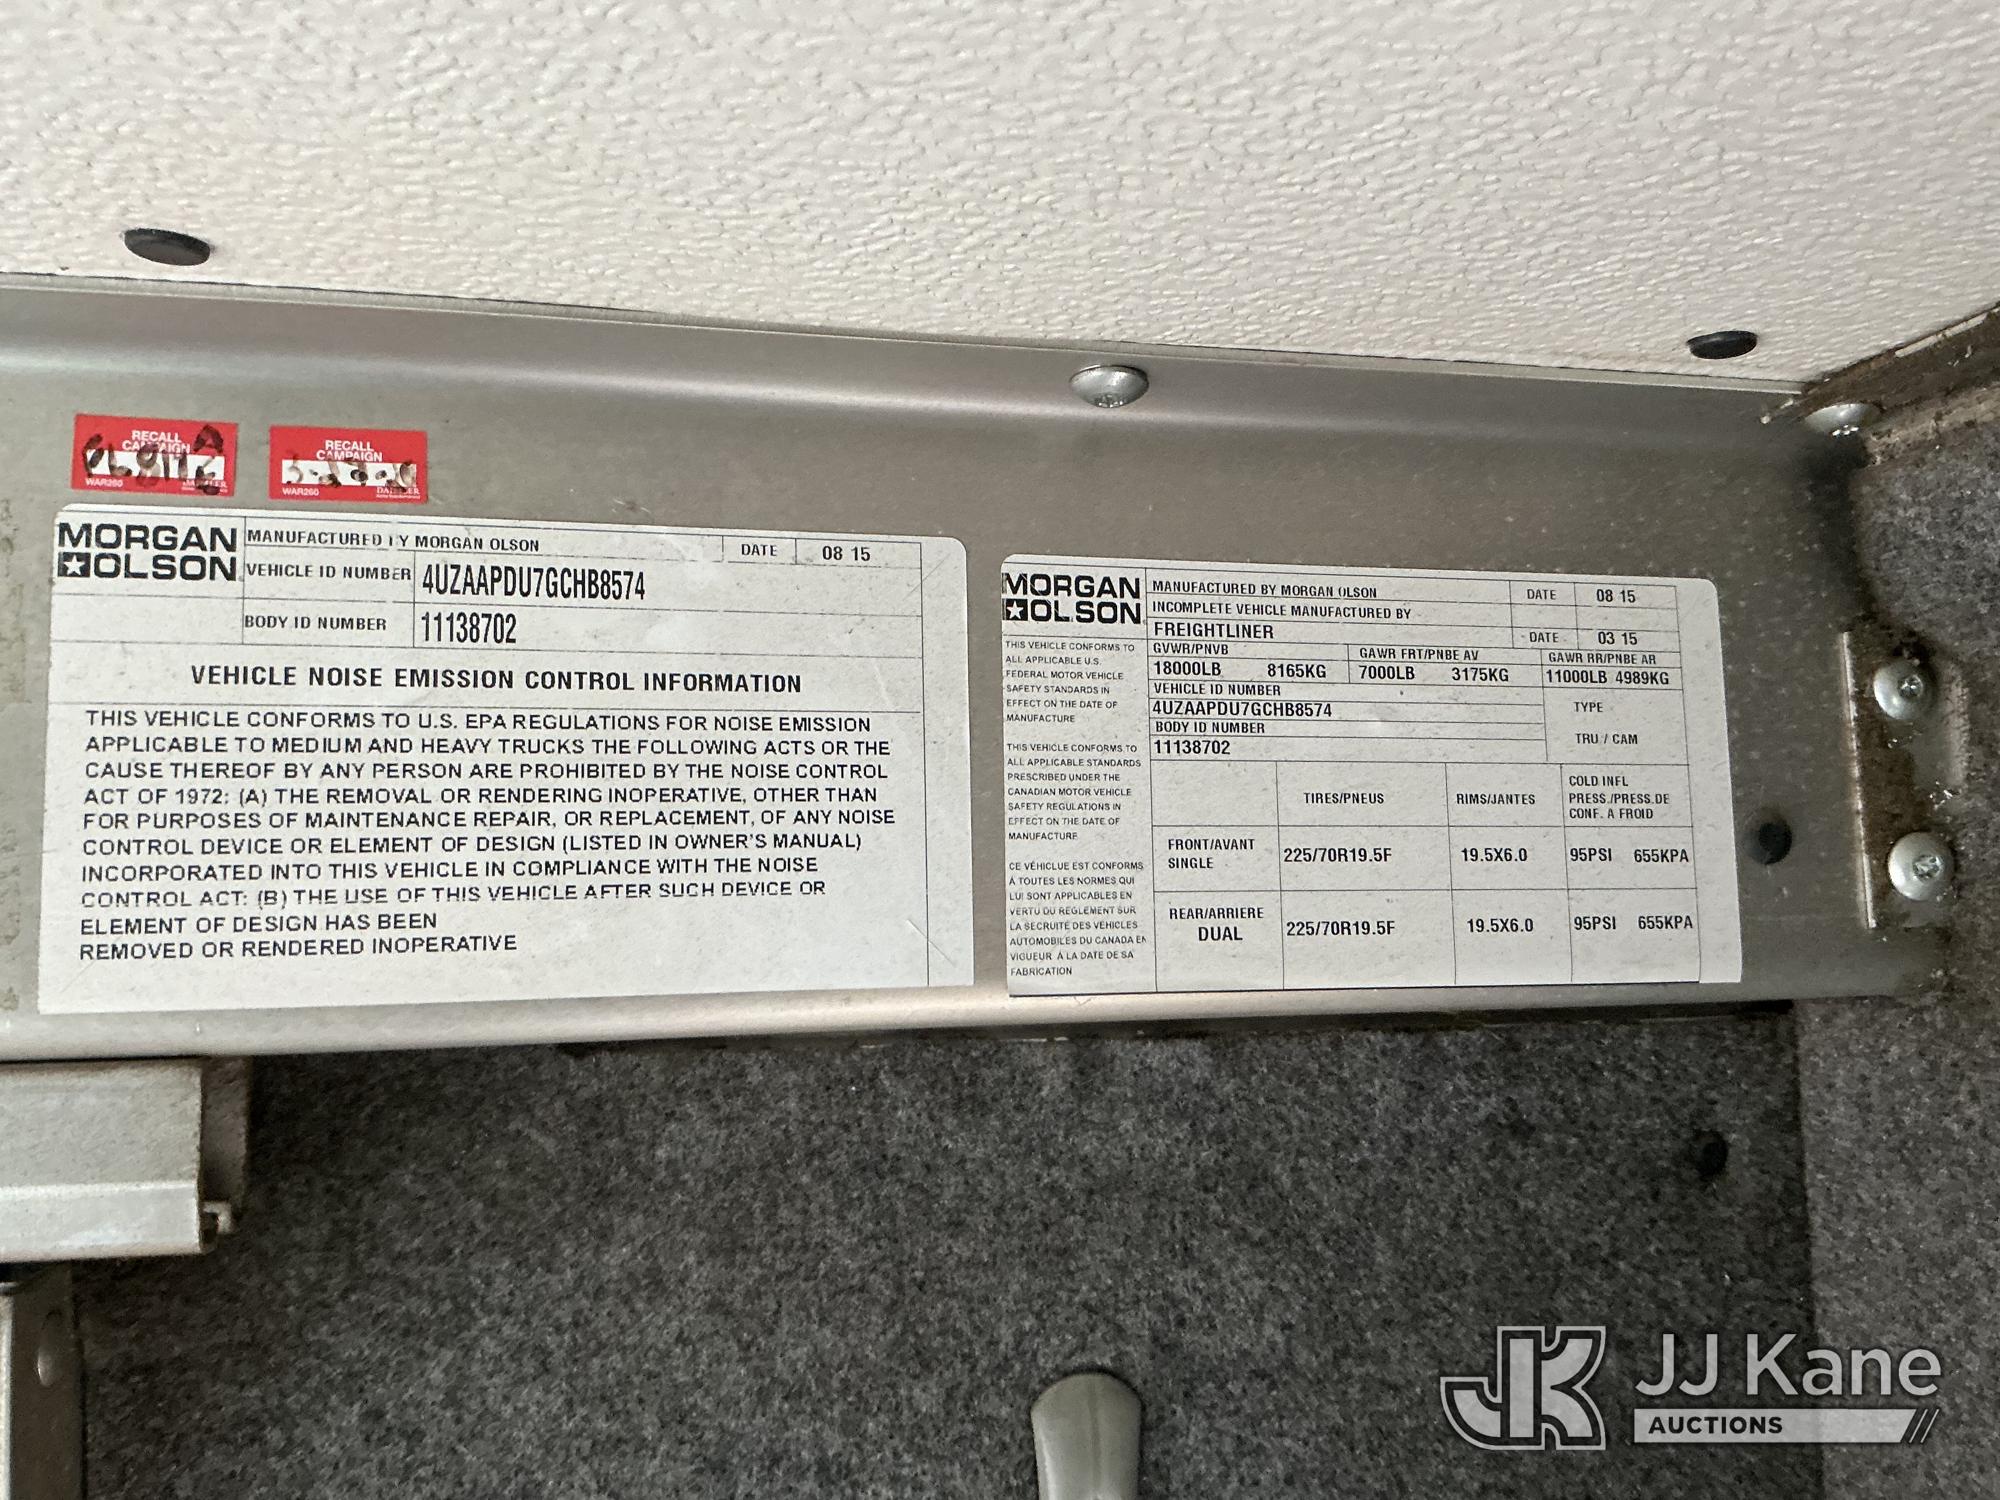 RECALL
CAMPAIGN
WAR260
RECALL
CAMPAIGN
WAR260
MORGAN
OLSON
MANUFACTURED BY MORGAN OLSON
DATE 08 15
VEHICLE ID NUMBER 4UZAAPDU7GCHB8574
BODY ID NUMBER 11138702
VEHICLE NOISE EMISSION CONTROL INFORMATION
THIS VEHICLE CONFORMS TO U.S. EPA REGULATIONS FOR NOISE EMISSION
APPLICABLE TO MEDIUM AND HEAVY TRUCKS THE FOLLOWING ACTS OR THE
CAUSE THEREOF BY ANY PERSON ARE PROHIBITED BY THE NOISE CONTROL
ACT OF 1972: (A) THE REMOVAL OR RENDERING INOPERATIVE, OTHER THAN
FOR PURPOSES OF MAINTENANCE REPAIR, OR REPLACEMENT, OF ANY NOISE
CONTROL DEVICE OR ELEMENT OF DESIGN (LISTED IN OWNER'S MANUAL)
INCORPORATED INTO THIS VEHICLE IN COMPLIANCE WITH THE NOISE
CONTROL ACT: (B) THE USE OF THIS VEHICLE AFTER SUCH DEVICE OR
ELEMENT OF DESIGN HAS BEEN
REMOVED OR RENDERED INOPERATIVE
MORGAN
OLSON
MANUFACTURED BY MORGAN OLSON
DATE 08 15
INCOMPLETE VEHICLE MANUFACTURED BY
FREIGHTLINER
DATE 03 15
GVWR/PNVB
18000LB 8165KG
GAWR FRT/PNBE AV
7000LB 3175KG
GAWR RR/PNBE AR
11000LB 4989KG
VEHICLE ID NUMBER
4UZAAPDU7GCHB8574
BODY ID NUMBER
11138702
TYPE
TRU / CAM
THIS VEHICLE CONFORMS TO
ALL APPLICABLE U.S.
FEDERAL MOTOR VEHICLE
SAFETY STANDARDS IN
EFFECT ON THE DATE OF
MANUFACTURE
THIS VEHICLE CONFORMS TO
ALL APPLICABLE STANDARDS
PRESCRIBED UNDER THE
CANADIAN MOTOR VEHICLE
SAFETY REGULATIONS IN
EFFECT ON THE DATE OF
MANUFACTURE
CE VÉHICLUE EST CONFORMS
À TOUTES LES NORMES QUI
LUI SONT APPLICABLES EN
VERTU DU REGLEMENT SUR
LA SECRUITE DES VEHICLES
AUTOMOBILES DU CANADA EN
VIGUEUR À LA DATE DE SA
FABRICATION
TIRES/PNEUS RIMS/JANTES
COLD INFL
PRESS./PRESS.DE
CONF. A FROID
FRONT/AVANT
SINGLE
225/70R19.5F 19.5X6.0 95PSI 655KPA
REAR/ARRIERE
DUAL
225/70R19.5F 19.5X6.0 95PSI 655KPA
JK JJ Kane
AUCTIONS